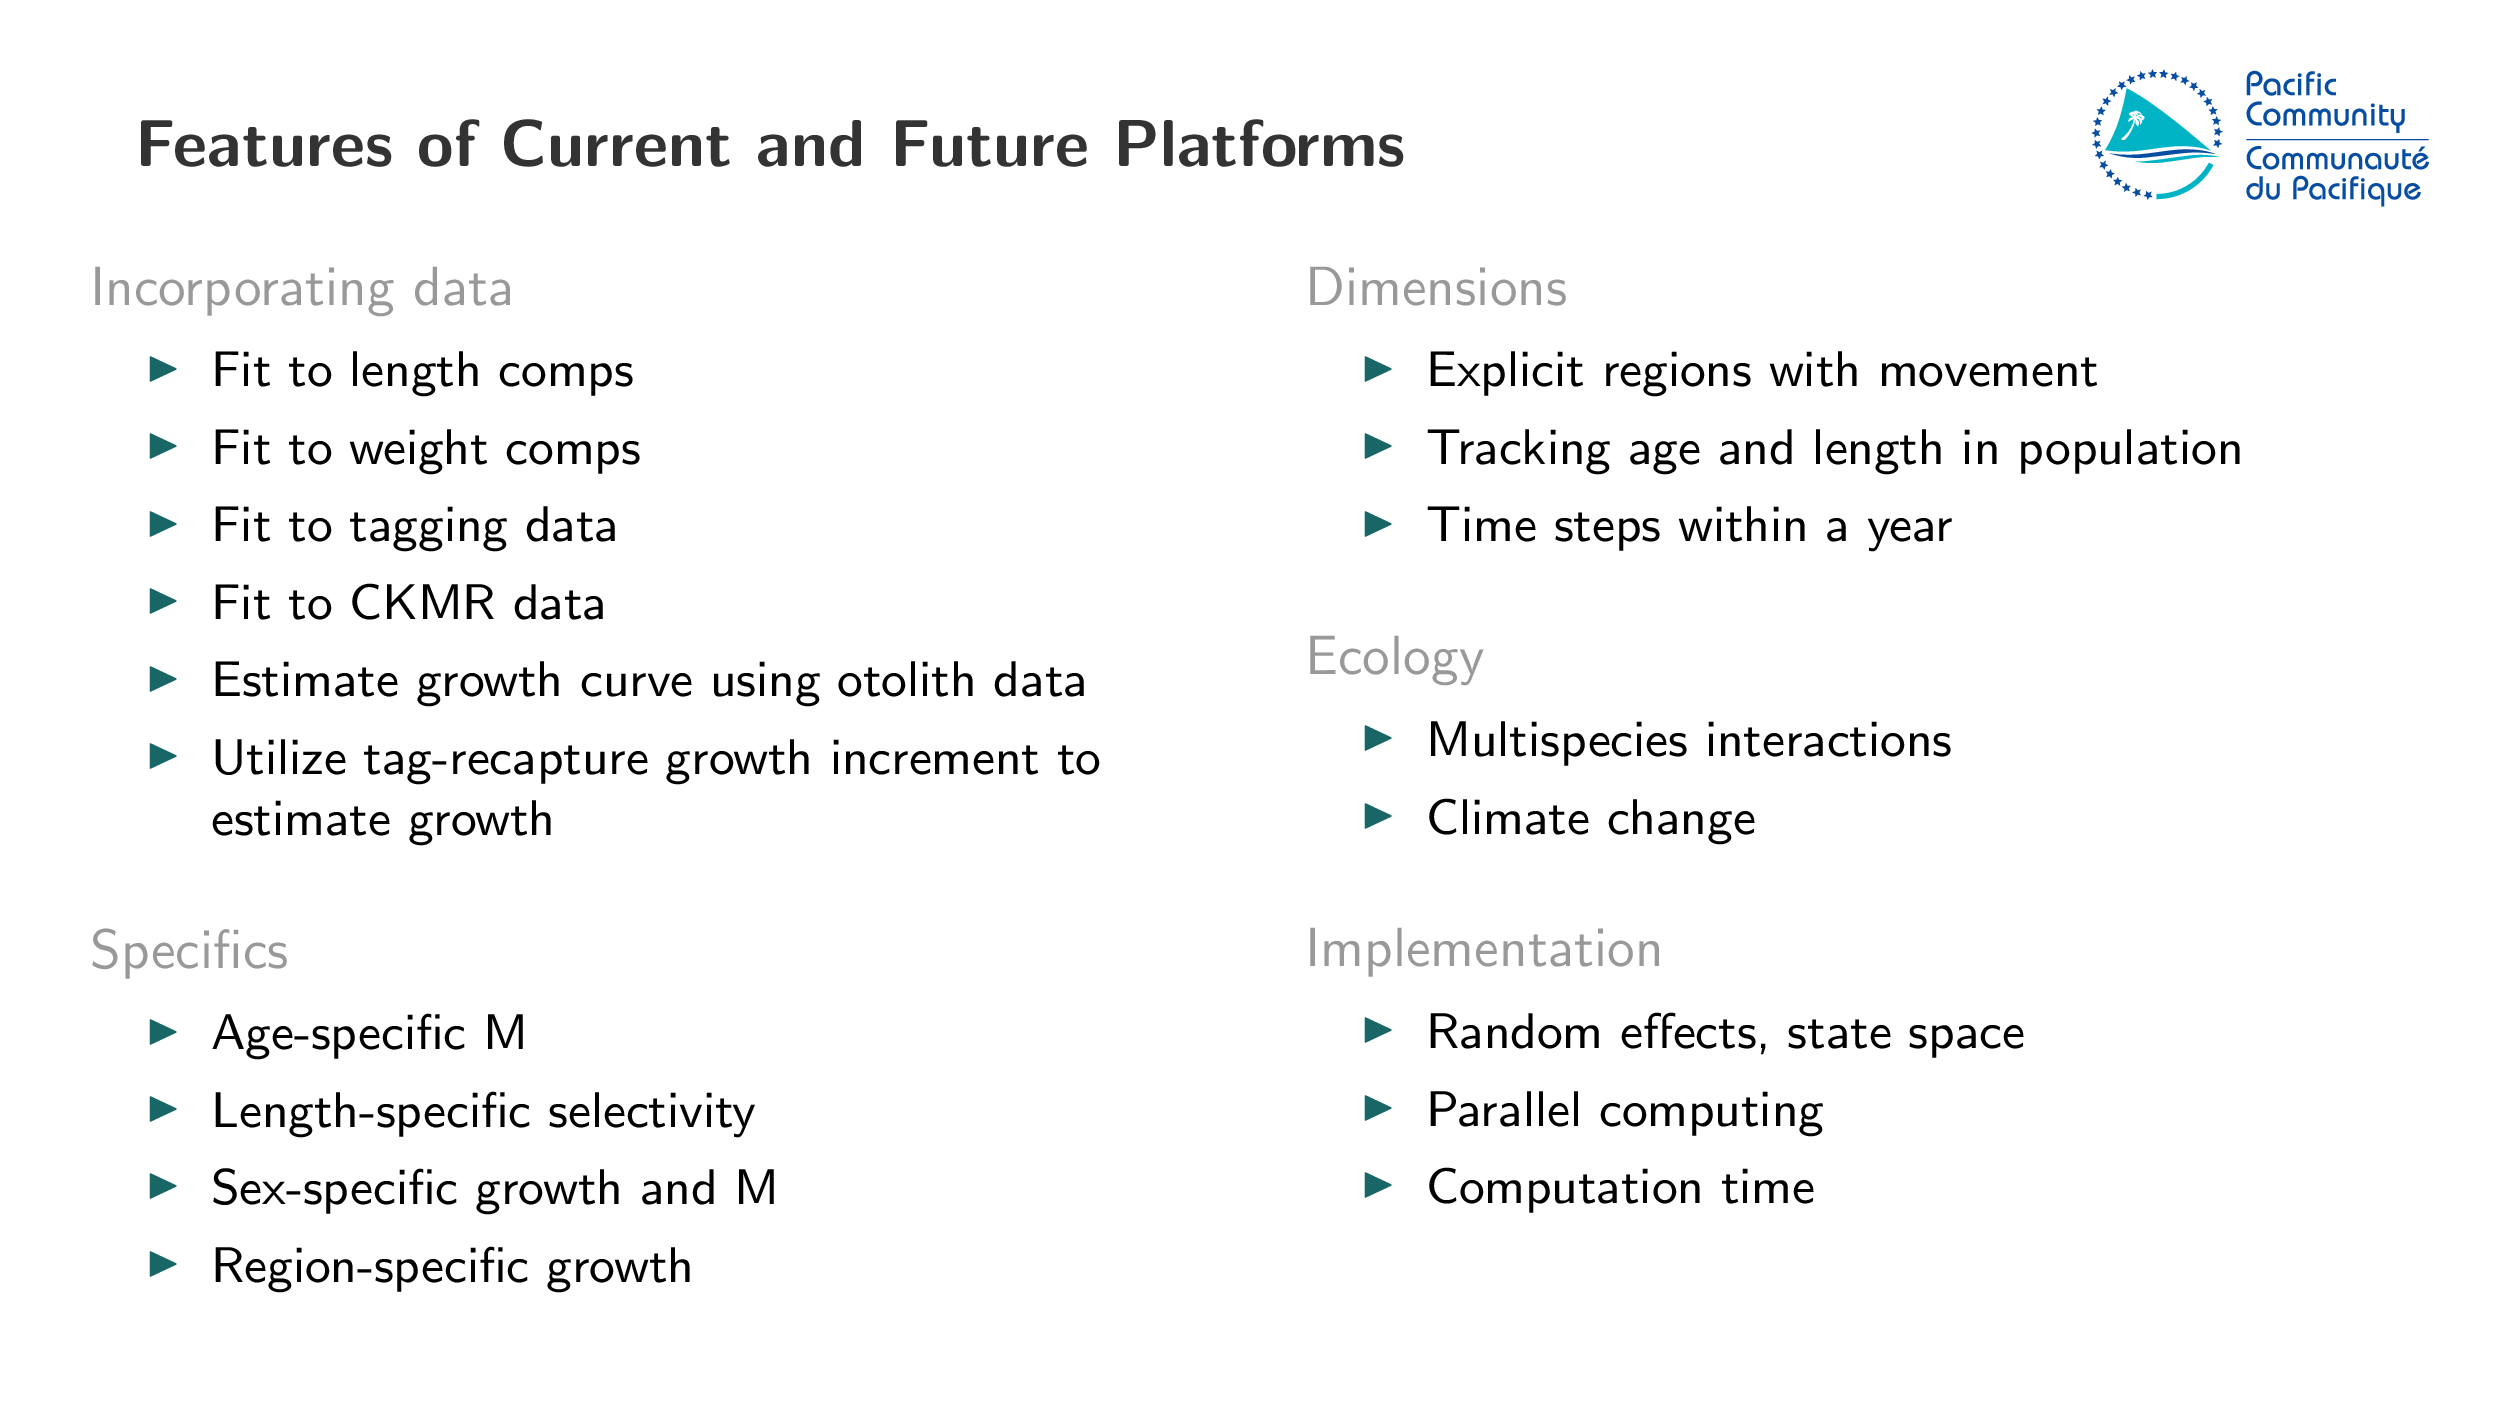 Features of Current and Future Platforms
Pacific
Community
Communauté
du Pacifique
Incorporating data
Fit to length comps
Fit to weight comps
Fit to tagging data
Fit to CKMR data
Estimate growth curve using otolith data
Utilize tag-recapture growth increment to
estimate growth
Specifics
Age-specific M
Length-specific selectivity
Sex-specific growth and M
Region-specific growth
Dimensions
Explicit regions with movement
Tracking age and length in population
Time steps within a year
Ecology
Multispecies interactions
Climate change
Implementation
Random effects, state space
Parallel computing
Computation time